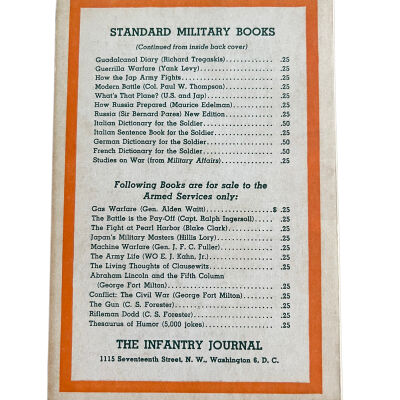 STANDARD MILITARY BOOKS
(Continued from inside back cover)
Guadalcanal Diary (Richard Tregaskis).............25
Guerrilla Warfare (Yank Levy).....................25
How the Jap Army Fights...........................25
Modern Battle (Col. Paul W. Thompson).............25
What's That Plane? (U.S. and Jap).................25
How Russia Prepared (Maurice Edelman).............25
Russia (Sir Bernard Pares) New Edition............25
Italian Dictionary for the Soldier................50
Italian Sentence Book for the Soldier.............25
German Dictionary for the Soldier.................50
French Dictionary for the Soldier.................50
Studies on War (from Military Affairs)............25
Following Books are for sale to the
Armed Services only:
Gas Warfare (Gen. Alden Waitt)..................$ .25
The Battle is the Pay-Off (Capt. Ralph Ingersoll)....25
The Fight at Pearl Harbor (Blake Clark)...........25
Japan's Military Masters (Hillis Lory)............25
Machine Warfare (Gen. J. F. C. Fuller)............25
The Army Life (WO E. J. Kahn, Jr.)................25
The Living Thoughts of Clausewitz.................25
Abraham Lincoln and the Fifth Column
(George Fort Milton)..............................25
Conflict: The Civil War (George Fort Milton)......25
The Gun (C. S. Forester)..........................25
Rifleman Dodd (C. S. Forester)....................25
Thesaurus of Humor (5,000 jokes)..................25
THE INFANTRY JOURNAL
1115 Seventeenth Street, N. W., Washington 6, D. C.